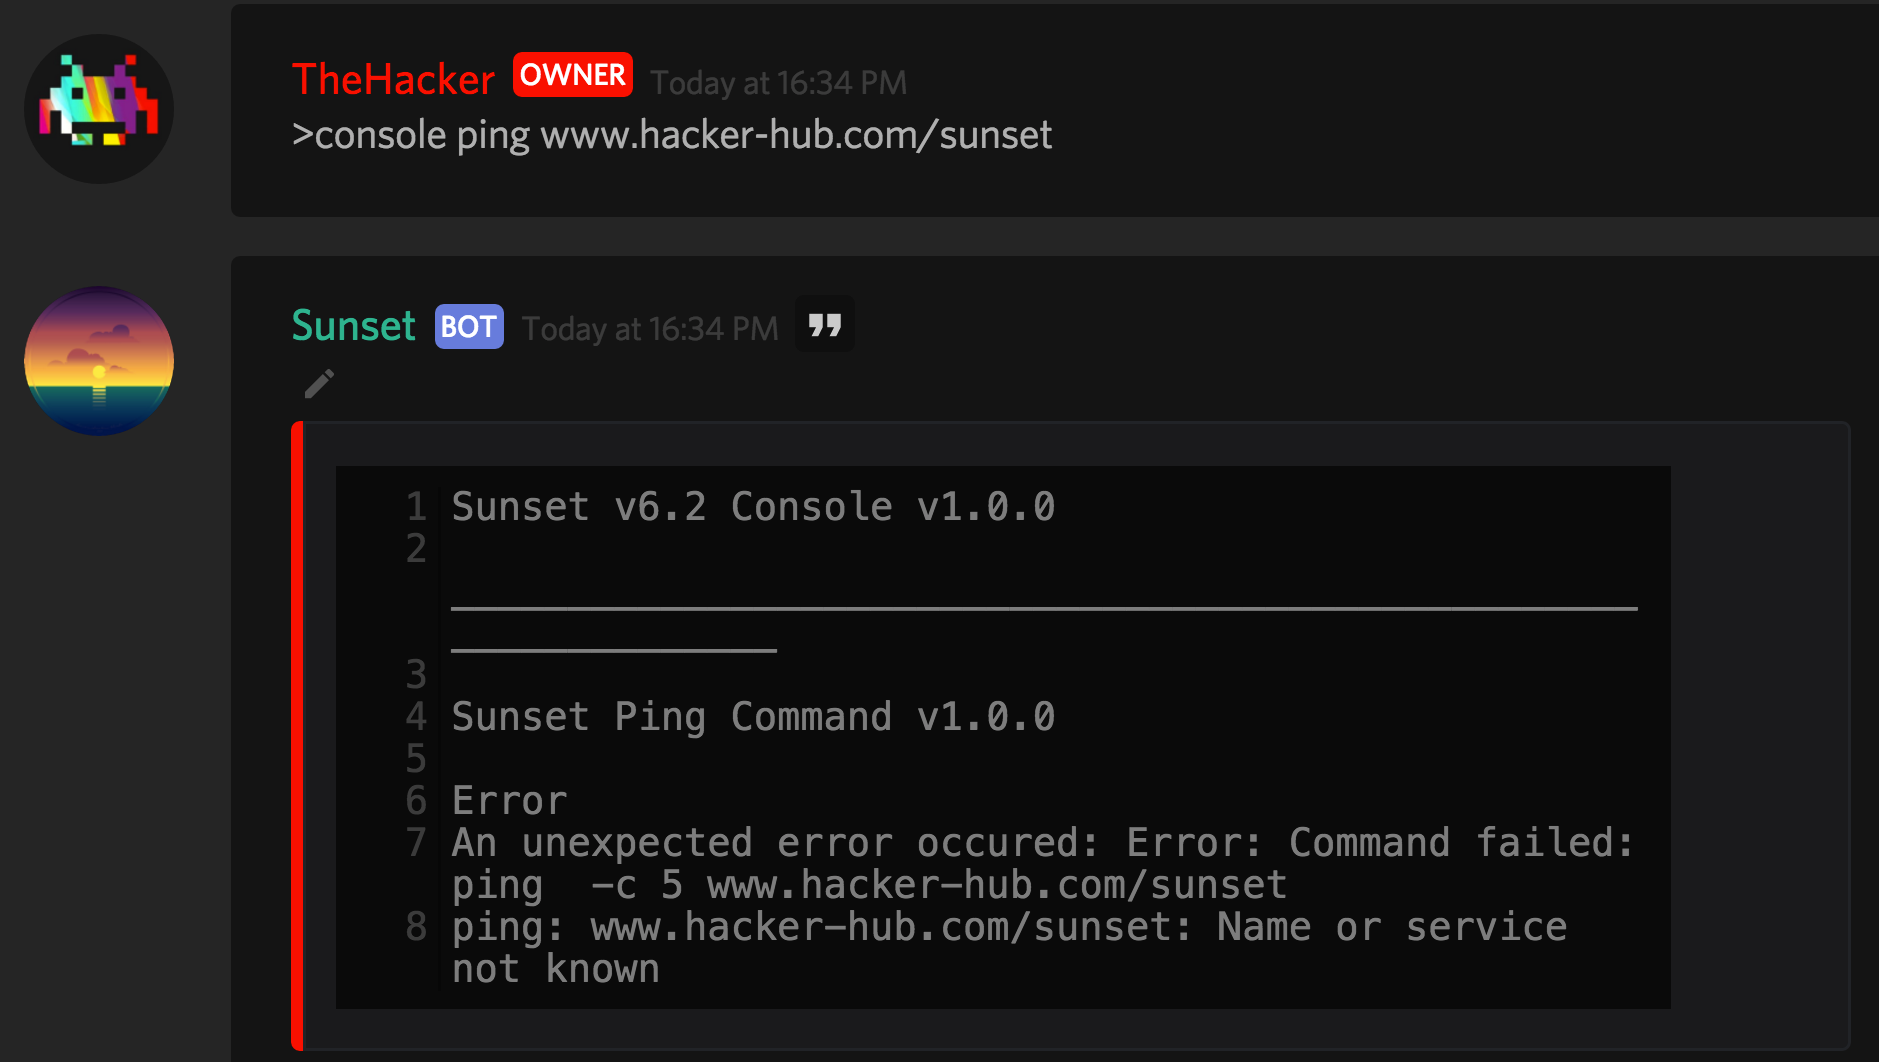 TheHacker OWNER Today at 16:34 PM
>console ping www.hacker-hub.com/sunset
Sunset BOT Today at 16:34 PM
1 Sunset v6.2 Console v1.0.0
2
3
4 Sunset Ping Command v1.0.0
5
6 Error
7 An unexpected error occured: Error: Command failed:
ping  -c 5 www.hacker-hub.com/sunset
8 ping: www.hacker-hub.com/sunset: Name or service
not known